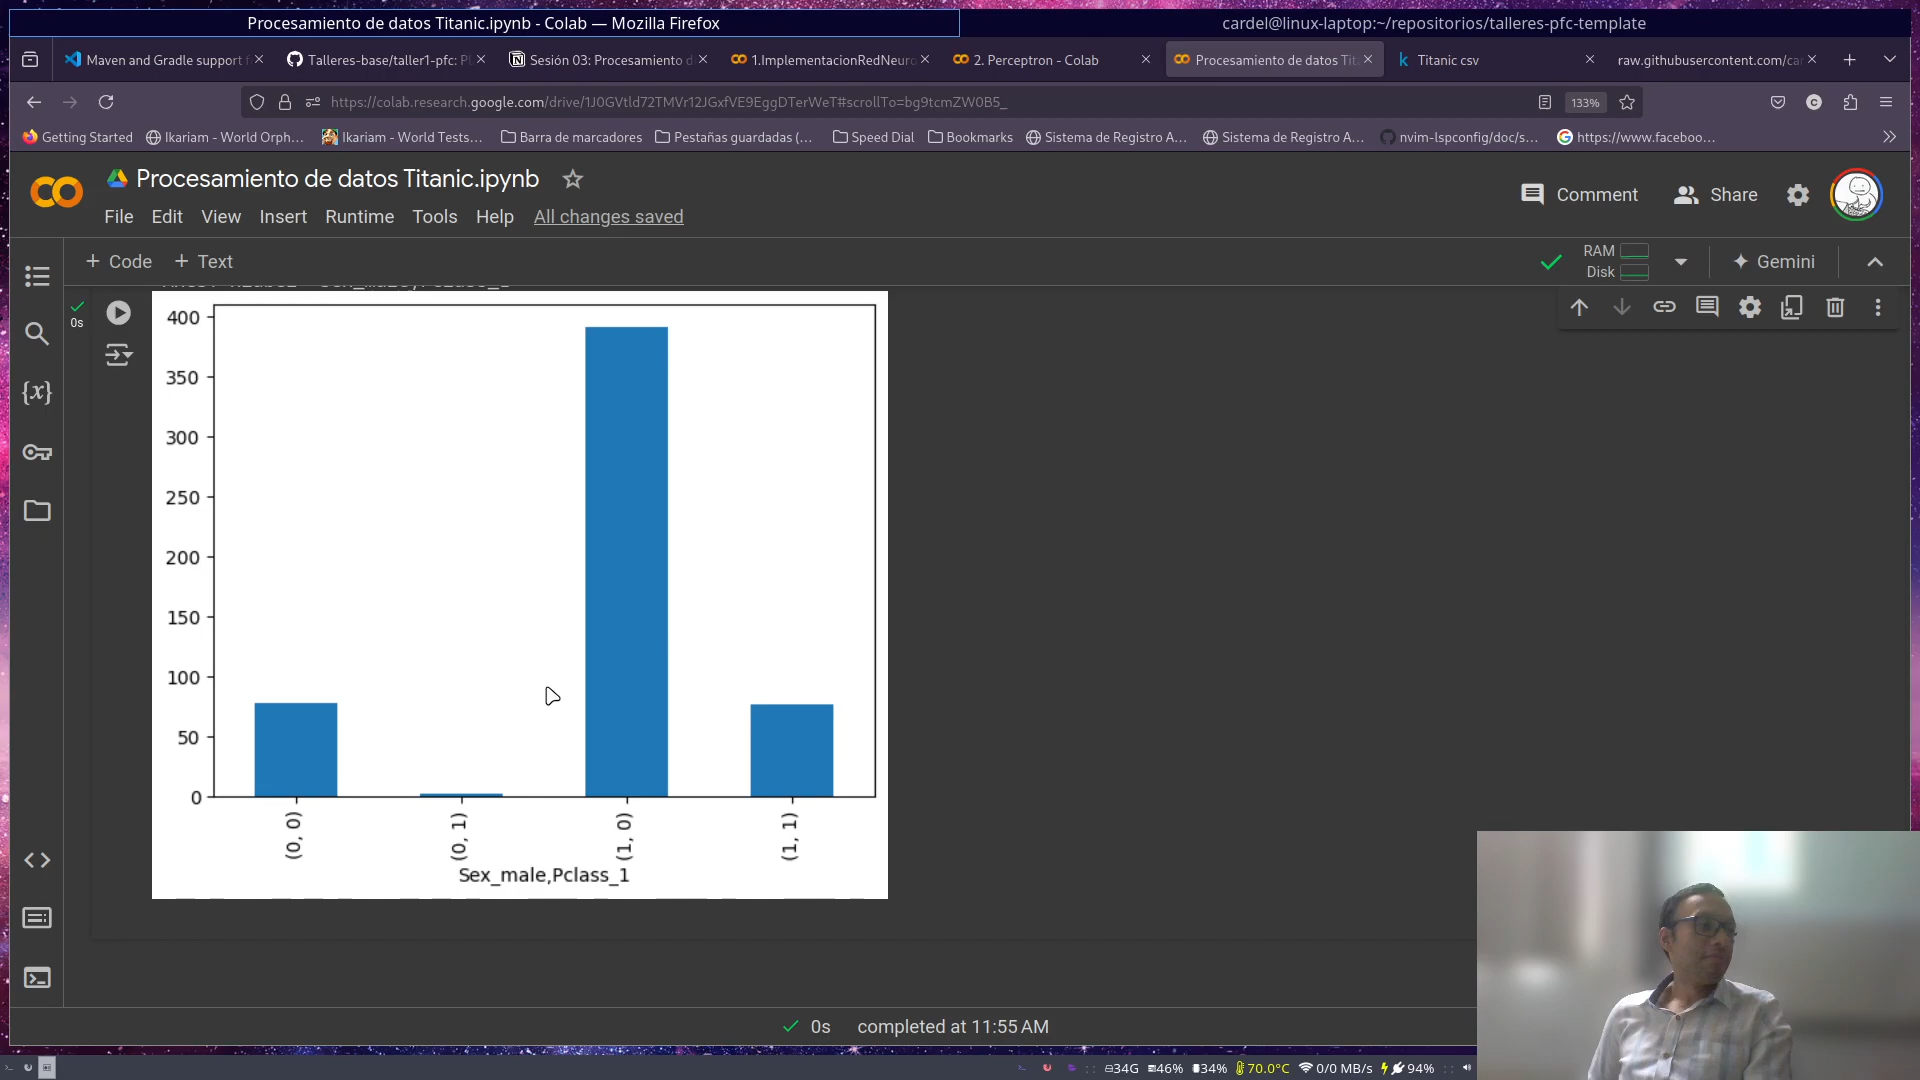 Procesamiento de datos Titanic.ipynb - Colab — Mozilla Firefox
cardel@linux-laptop:~/repositorios/talleres-pfc-template
Maven and Gradle support f
Talleres-base/taller1-pfc: Pl
Sesión 03: Procesamiento d
1.ImplementacionRedNeuro
2. Perceptron - Colab
Procesamiento de datos Tit
Titanic csv
raw.githubusercontent.com/ca
https://colab.research.google.com/drive/1J0GVtld72TMVr12JGxfVE9EggDTerWeT#scrollTo=bg9tcmZW0B5_
133%
Getting Started
Ikariam - World Orph...
Ikariam - World Tests...
Barra de marcadores
Pestañas guardadas (...
Speed Dial
Bookmarks
Sistema de Registro A...
Sistema de Registro A...
nvim-lspconfig/doc/s...
https://www.faceboo...
Procesamiento de datos Titanic.ipynb
Comment
Share
File Edit View Insert Runtime Tools Help All changes saved
+ Code + Text
RAM
Disk
Gemini
0s
400
350
300
250
200
150
100
50
0
(0, 0)
(0, 1)
(1, 0)
(1, 1)
Sex_male,Pclass_1
0s completed at 11:55 AM
34G 46% 34% 70.0°C 0/0 MB/s 94%